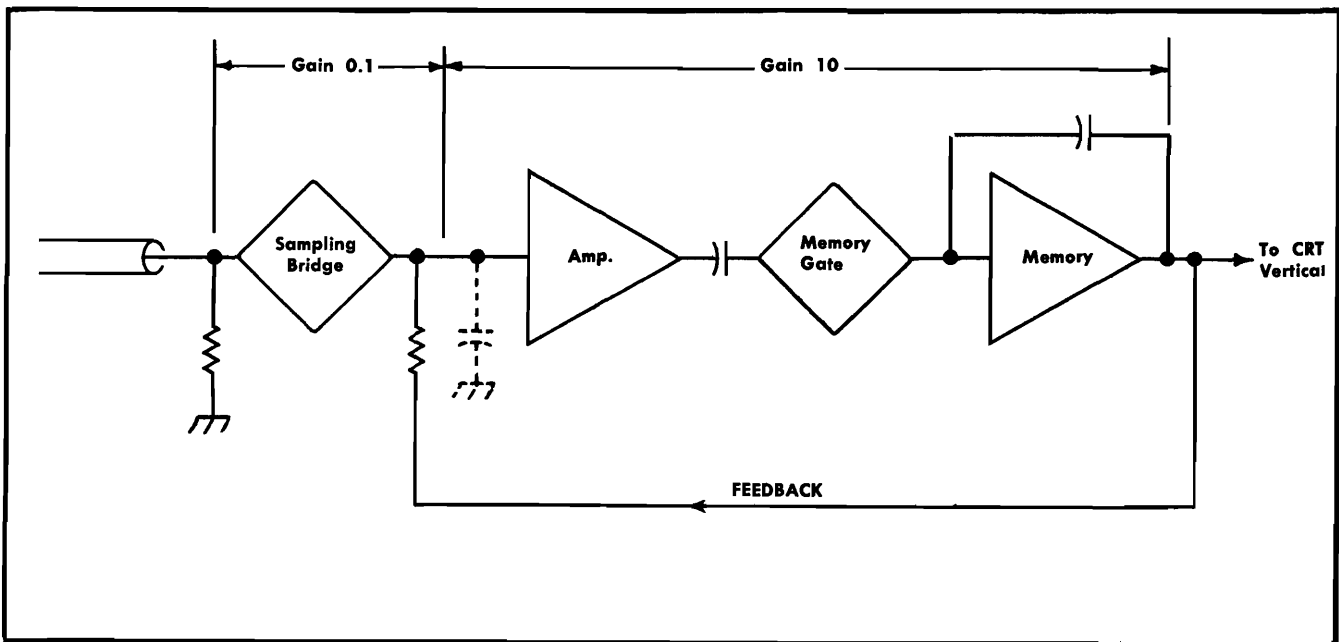 Gain 0.1
Gain 10
Sampling
Bridge
Amp.
Memory
Gate
Memory
To CRT
Vertical
FEEDBACK